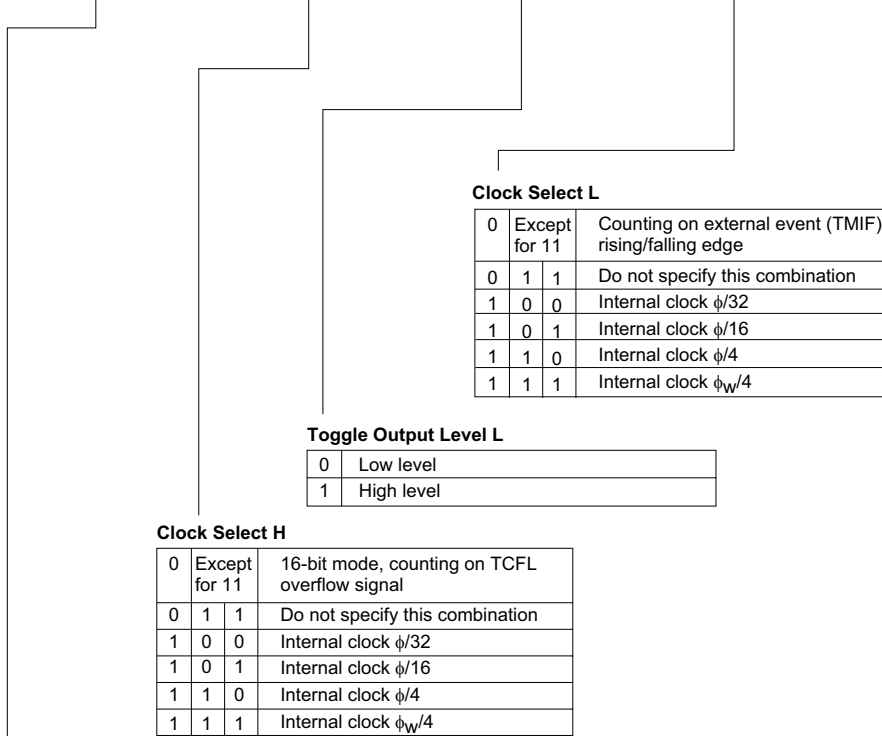 Clock Select L
0 Except for 11 Counting on external event (TMIF) rising/falling edge
0 1 1 Do not specify this combination
1 0 0 Internal clock ϕ/32
1 0 1 Internal clock ϕ/16
1 1 0 Internal clock ϕ/4
1 1 1 Internal clock ϕW/4
Toggle Output Level L
0 Low level
1 High level
Clock Select H
0 Except for 11 16-bit mode, counting on TCFL overflow signal
0 1 1 Do not specify this combination
1 0 0 Internal clock ϕ/32
1 0 1 Internal clock ϕ/16
1 1 0 Internal clock ϕ/4
1 1 1 Internal clock ϕW/4